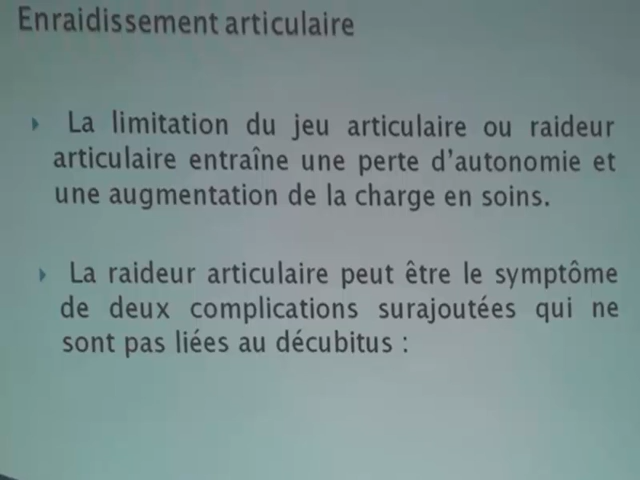 Enraidissement articulaire
La limitation du jeu articulaire ou raideur
articulaire entraîne une perte d'autonomie et
une augmentation de la charge en soins.
La raideur articulaire peut être le symptôme
de deux complications surajoutées qui ne
sont pas liées au décubitus :